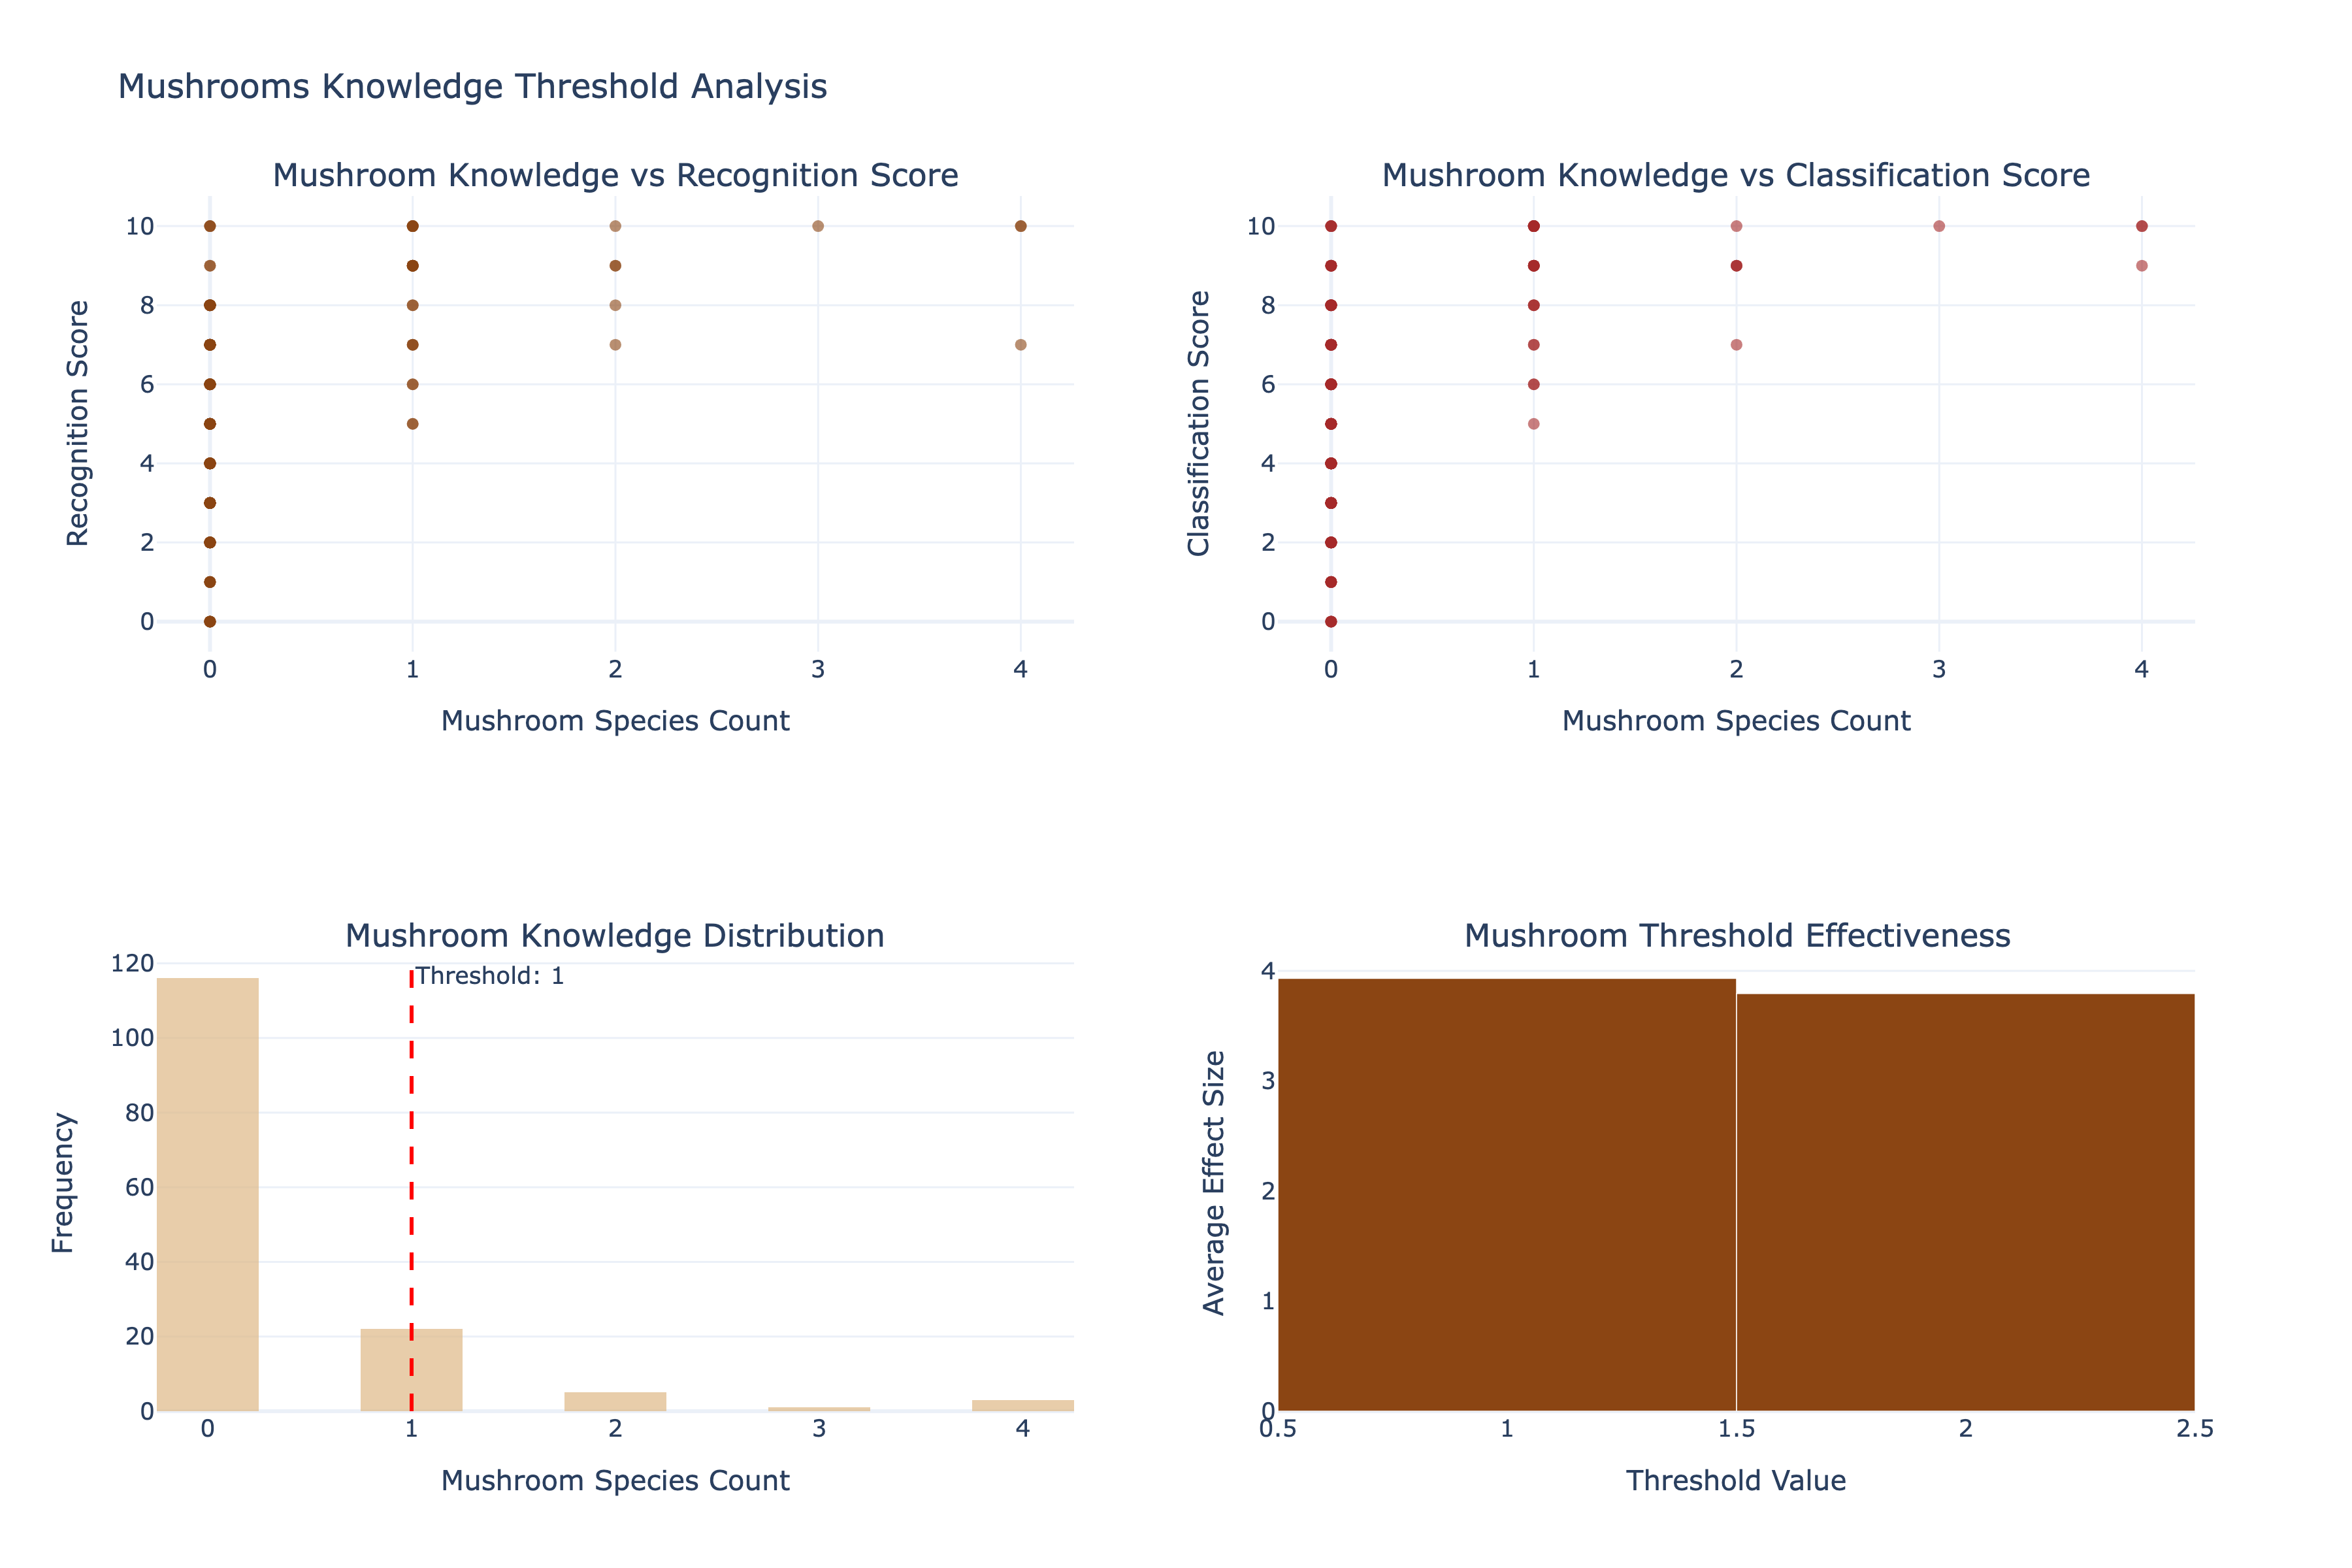 Mushrooms Knowledge Threshold Analysis
Mushroom Knowledge vs Recognition Score
10
8
6
4
2
0
Recognition Score
0 1 2 3 4
Mushroom Species Count
Mushroom Knowledge vs Classification Score
10
8
6
4
2
0
Classification Score
0 1 2 3 4
Mushroom Species Count
Mushroom Knowledge Distribution
Threshold: 1
120
100
80
60
40
20
0
Frequency
0 1 2 3 4
Mushroom Species Count
Mushroom Threshold Effectiveness
4
3
2
1
0
Average Effect Size
0.5 1 1.5 2 2.5
Threshold Value